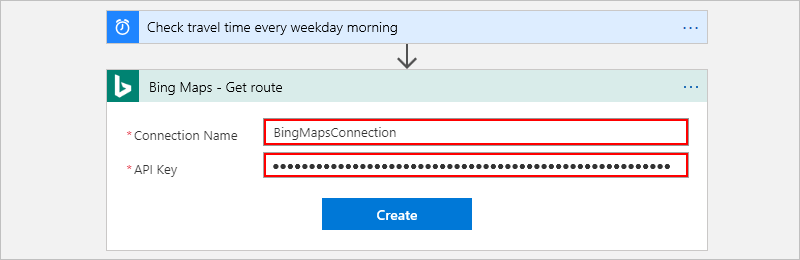 Check travel time every weekday morning
Bing Maps - Get route
*Connection Name BingMapsConnection
*API Key ••••••••••••••••••••••••••••••••••••••••••••••••••••••••
Create